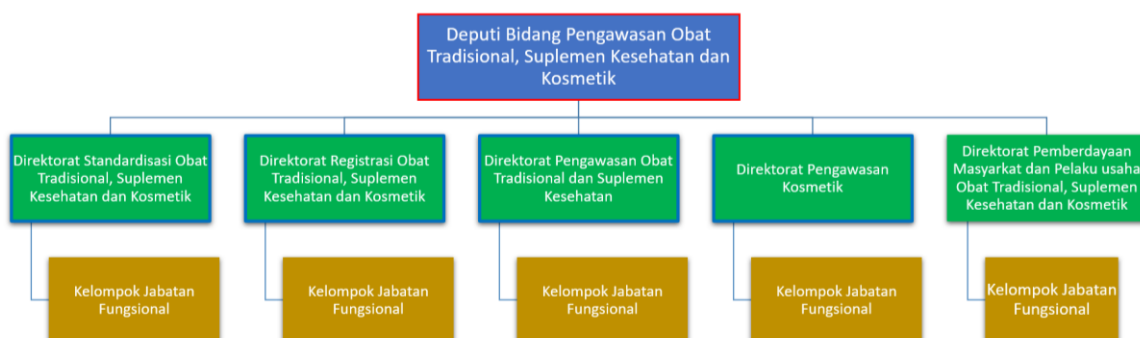 Deputi Bidang Pengawasan Obat
Tradisional, Suplemen Kesehatan dan
Kosmetik
Direktorat Standardisasi Obat
Tradisional, Suplemen
Kesehatan dan Kosmetik
Direktorat Registrasi Obat
Tradisional, Suplemen
Kesehatan dan Kosmetik
Direktorat Pengawasan Obat
Tradisional dan Suplemen
Kesehatan
Direktorat Pengawasan
Kosmetik
Direktorat Pemberdayaan
Masyarkat dan Pelaku usaha
Obat Tradisional, Suplemen
Kesehatan dan Kosmetik
Kelompok Jabatan
Fungsional
Kelompok Jabatan
Fungsional
Kelompok Jabatan
Fungsional
Kelompok Jabatan
Fungsional
Kelompok Jabatan
Fungsional